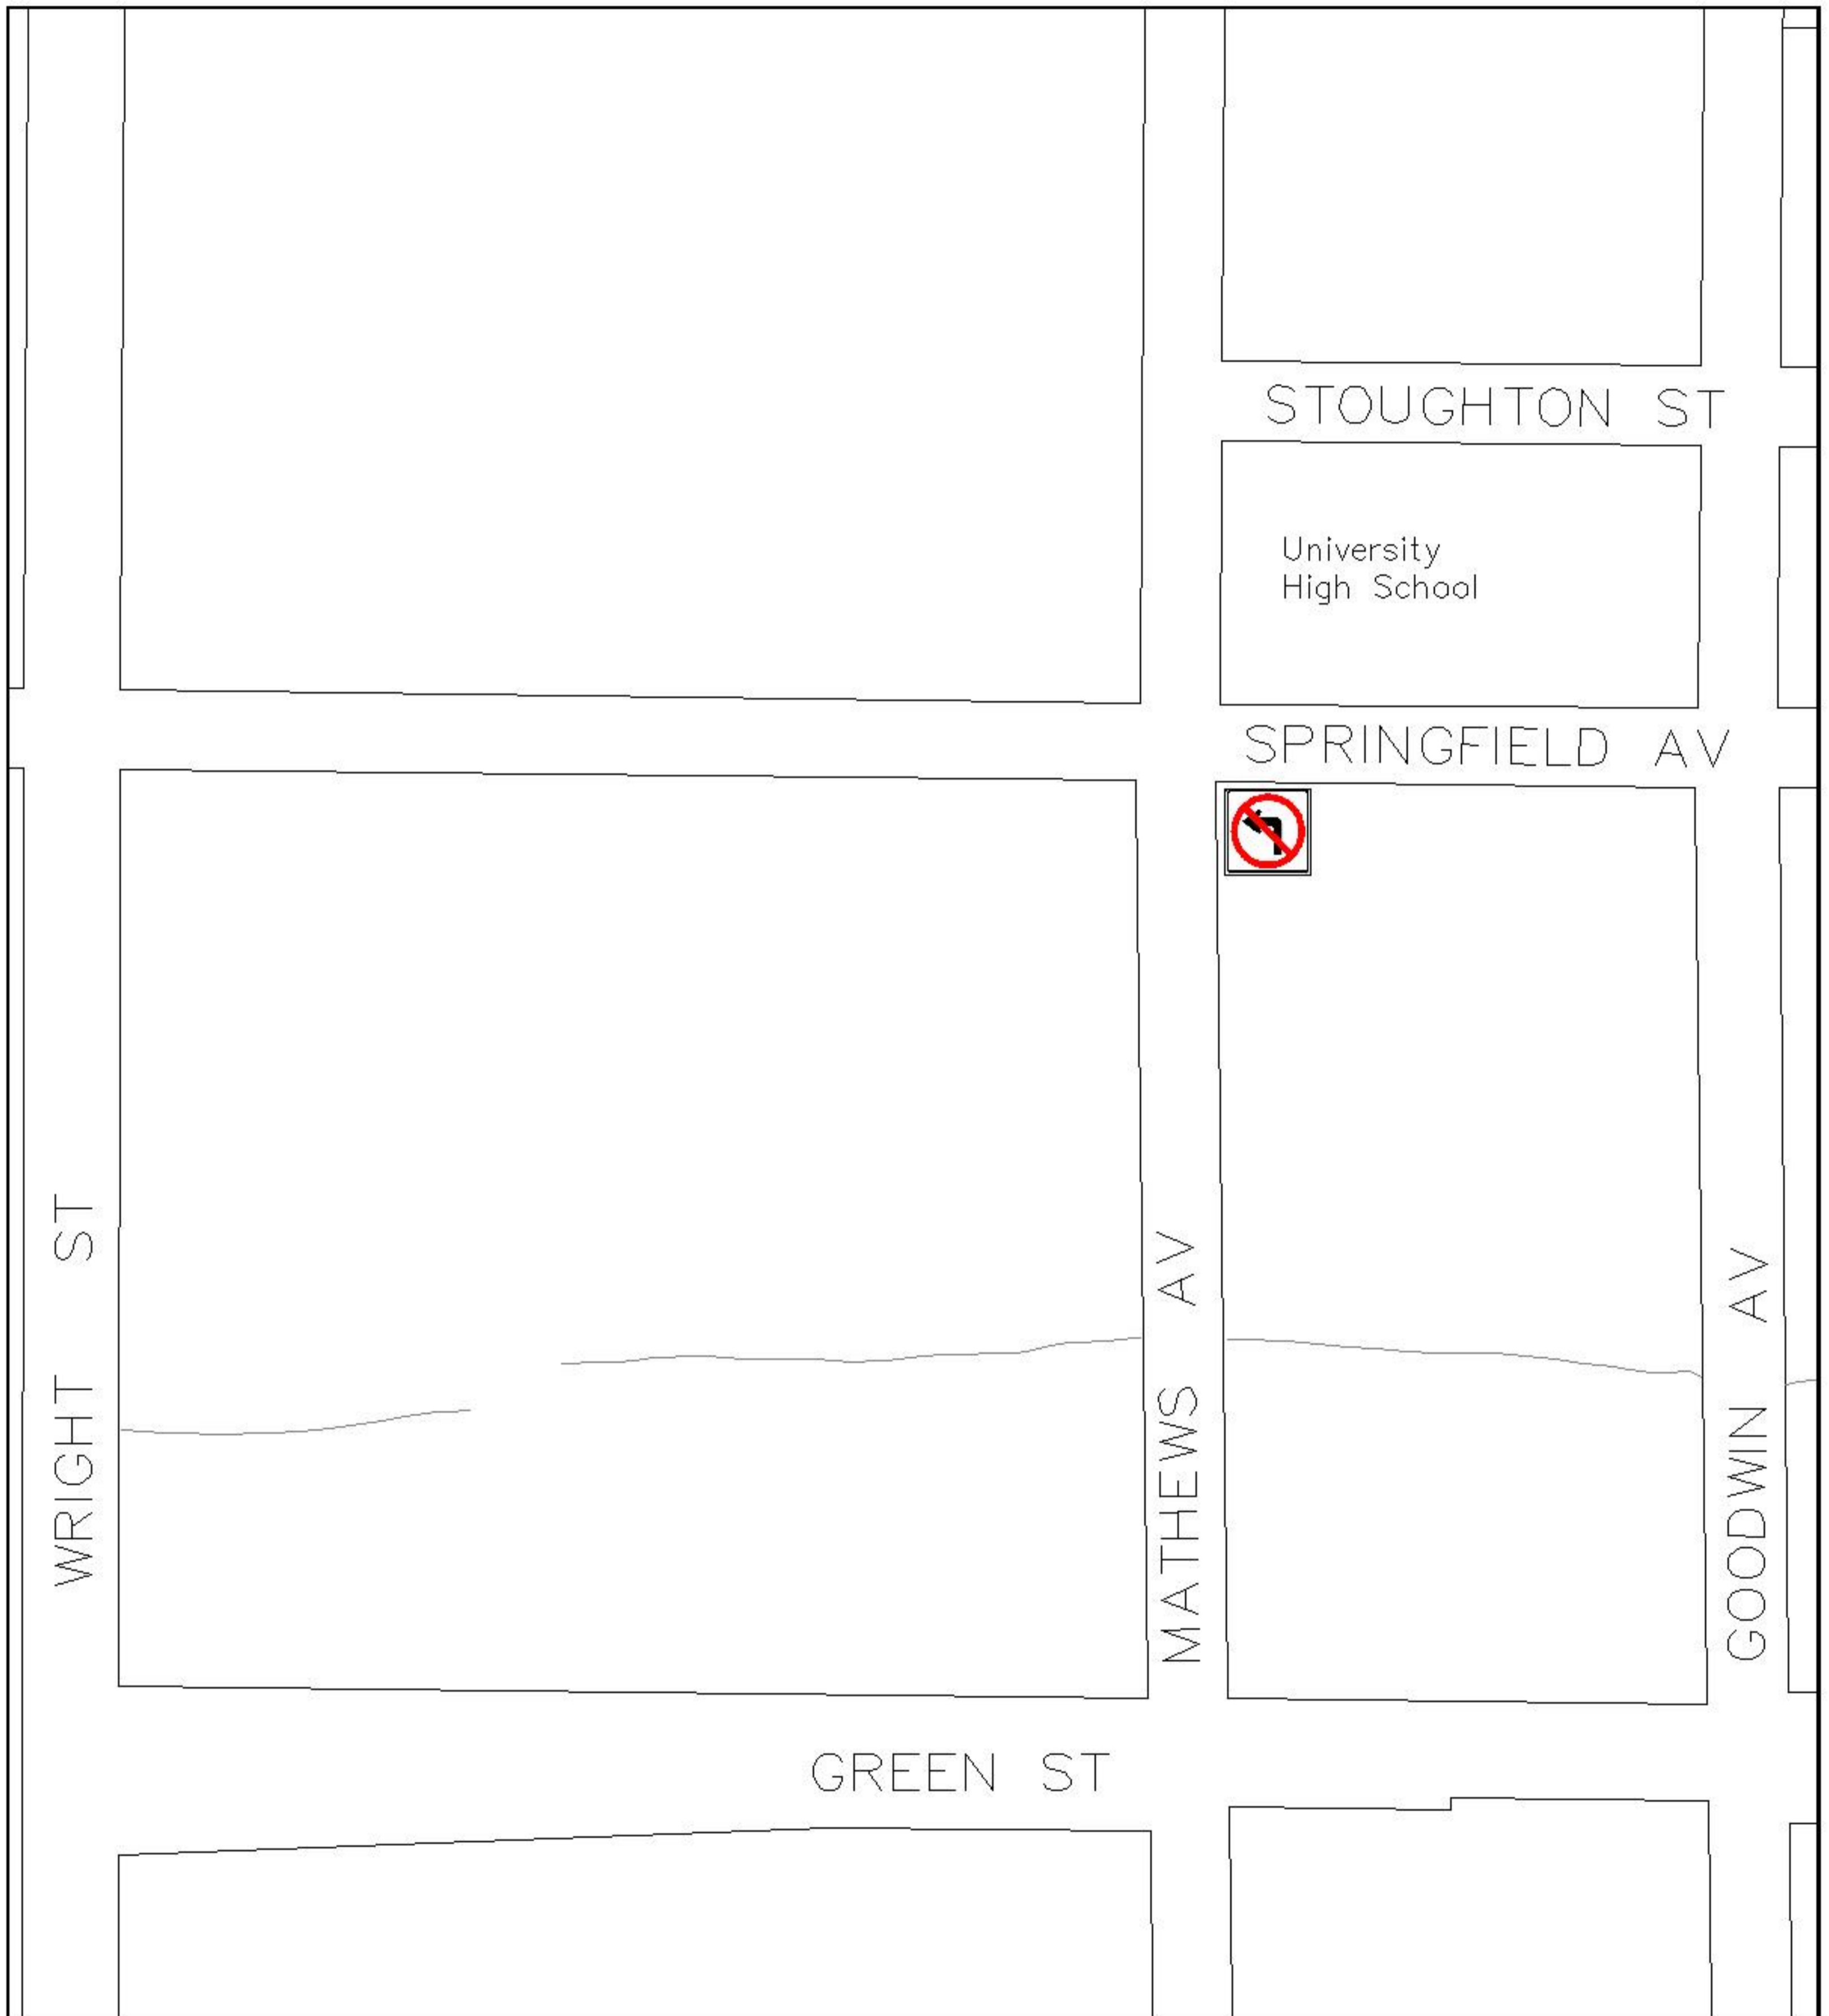 STOUGHTON ST
University
High School
SPRINGFIELD AV
WRIGHT ST
MATHEWS AV
GOODWIN AV
GREEN ST